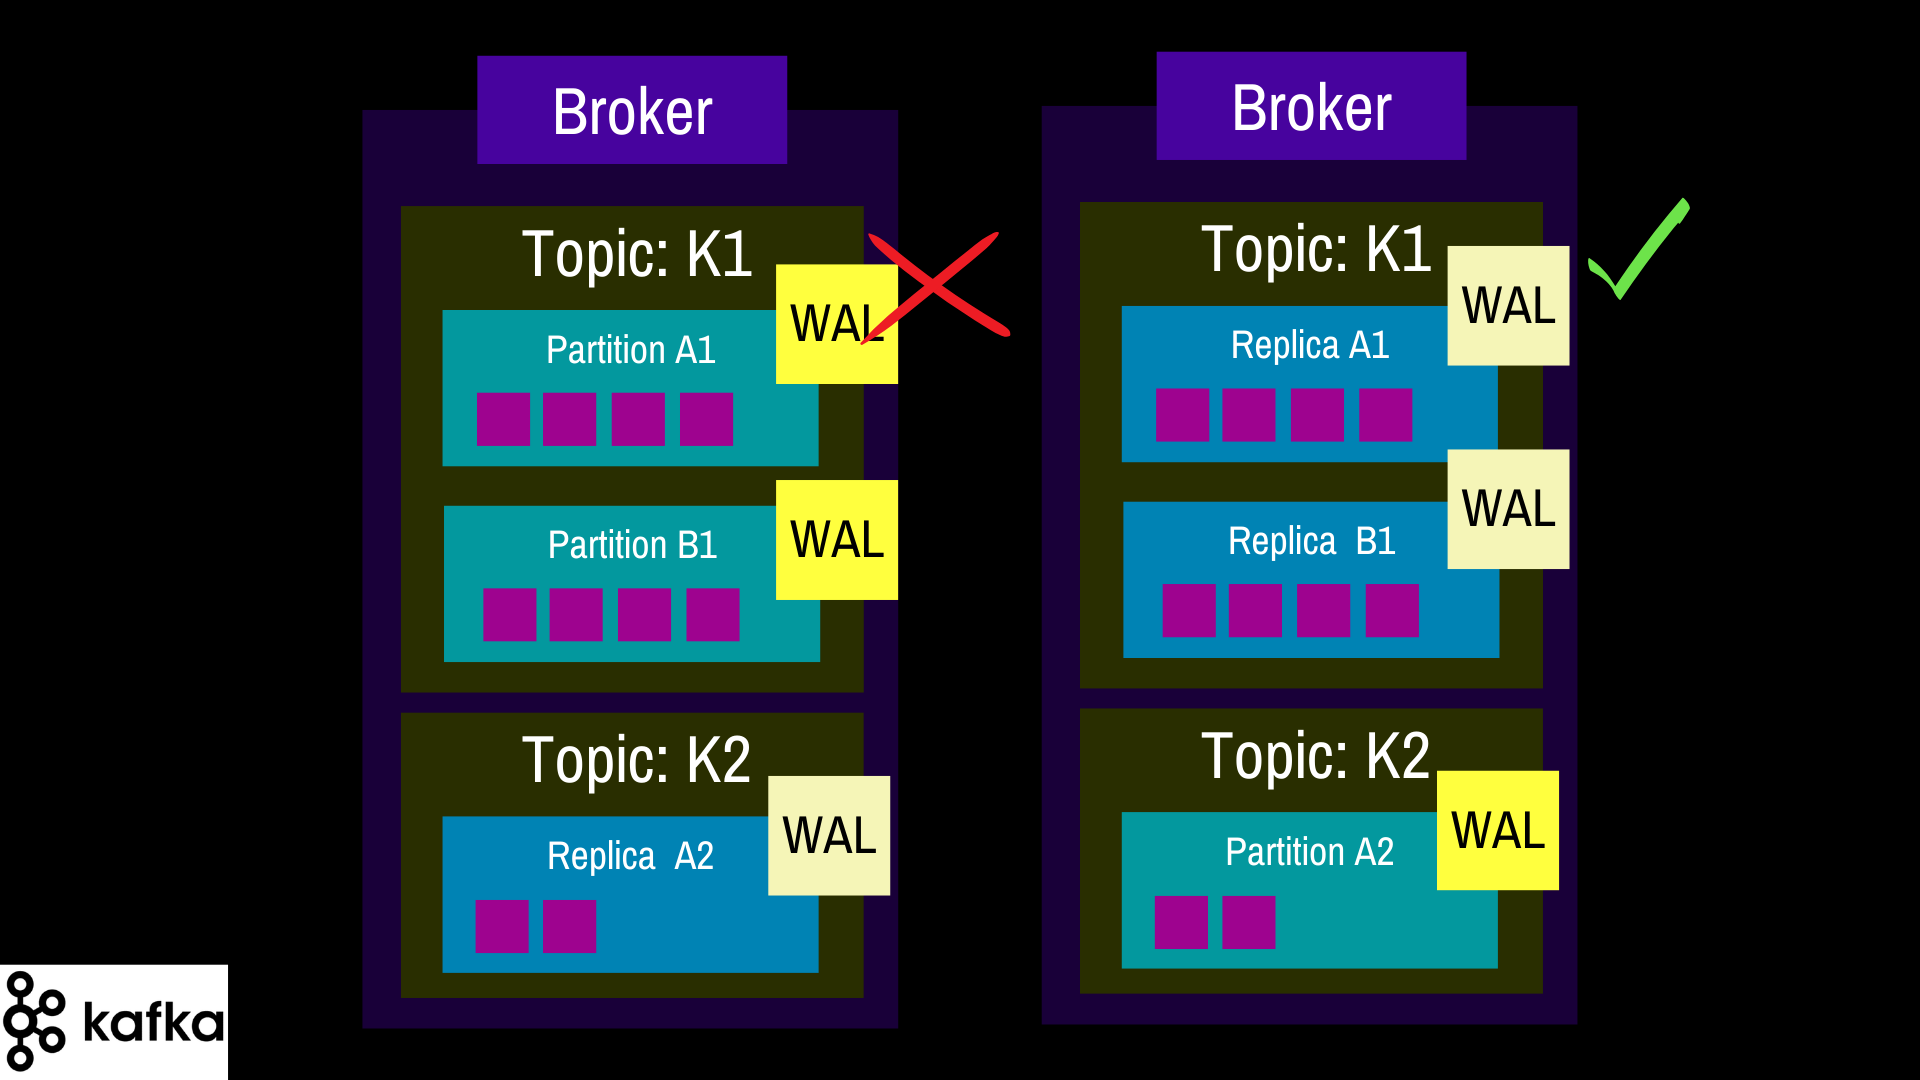 Broker
Topic: K1
WAL
Partition A1
WAL
Partition B1
Topic: K2
WAL
Replica A2
Broker
Topic: K1
WAL
Replica A1
WAL
Replica B1
Topic: K2
WAL
Partition A2
kafka